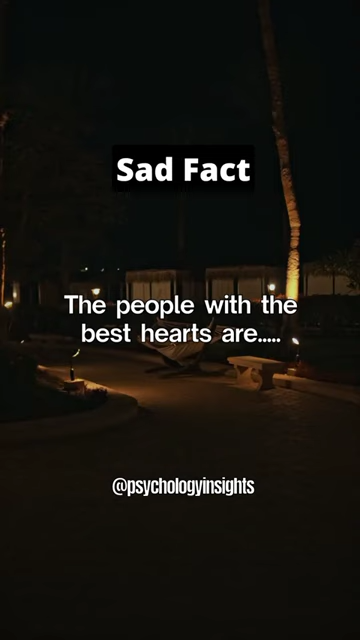 Sad Fact
The people with the
best hearts are.....
@psychologyinsights